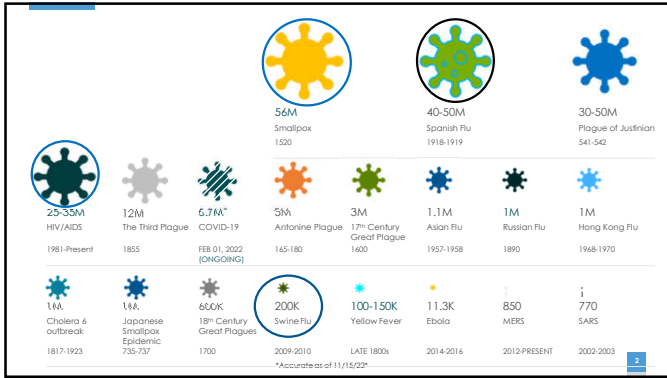 56M 40-50M 30-50M
Smallpox Spanish Flu Plague of Justinian
1520 1918-1919 541-542
25-35M 12M 5.7M* 5M 3M 1.1M 1M 1M
HIV/AIDS The Third Plague COVID-19 Antonine Plague 17th Century Asian Flu Russian Flu Hong Kong Flu
Great Plague
1981-Present 1855 FEB 01, 2022 165-180 1600 1957-1958 1890 1968-1970
(ONGOING)
1M 1M 600K 200K 100-150K 11.3K 850 770
Cholera 6 Japanese 18th Century Swine Flu Yellow Fever Ebola MERS SARS
outbreak Smallpox Great Plagues
Epidemic
1817-1923 735-737 1700 2009-2010 LATE 1800s 2014-2016 2012-PRESENT 2002-2003
*Accurate as of 11/15/22*
2